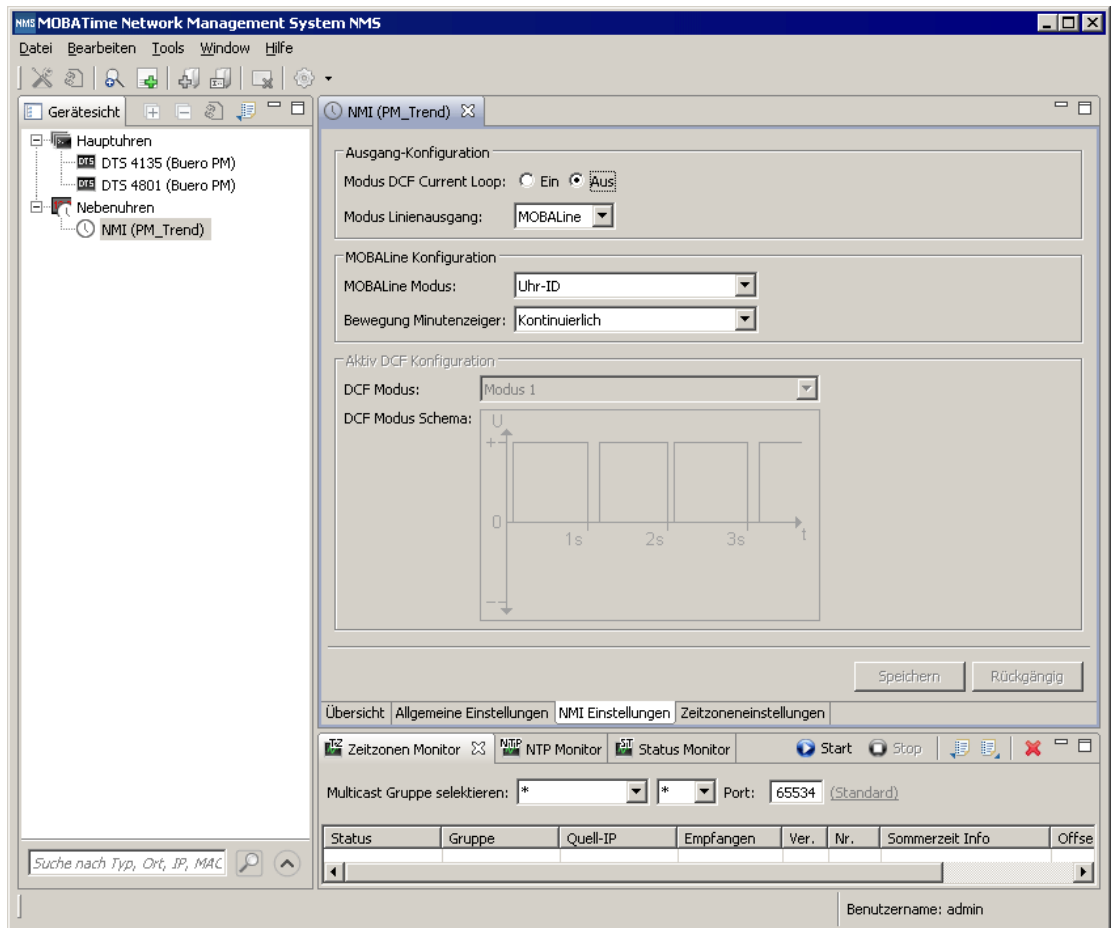 NMS MOBATime Network Management System NMS
Datei Bearbeiten Tools Window Hilfe
Gerätesicht
Hauptuhren
DTS DTS 4135 (Buero PM)
DTS DTS 4801 (Buero PM)
Nebenuhren
NMI (PM_Trend)
Suche nach Typ, Ort, IP, MAC
NMI (PM_Trend)
Ausgang-Konfiguration
Modus DCF Current Loop: Ein Aus
Modus Linienausgang: MOBALine
MOBALine Konfiguration
MOBALine Modus: Uhr-ID
Bewegung Minutenzeiger: Kontinuierlich
Aktiv DCF Konfiguration
DCF Modus: Modus 1
DCF Modus Schema:
U
+
0
1s 2s 3s t
--
Speichern Rückgängig
Übersicht Allgemeine Einstellungen NMI Einstellungen Zeitzoneneinstellungen
TZ Zeitzonen Monitor NTP NTP Monitor ST Status Monitor Start Stop
Multicast Gruppe selektieren: * * Port: 65534 (Standard)
Status Gruppe Quell-IP Empfangen Ver. Nr. Sommerzeit Info Offse
Benutzername: admin